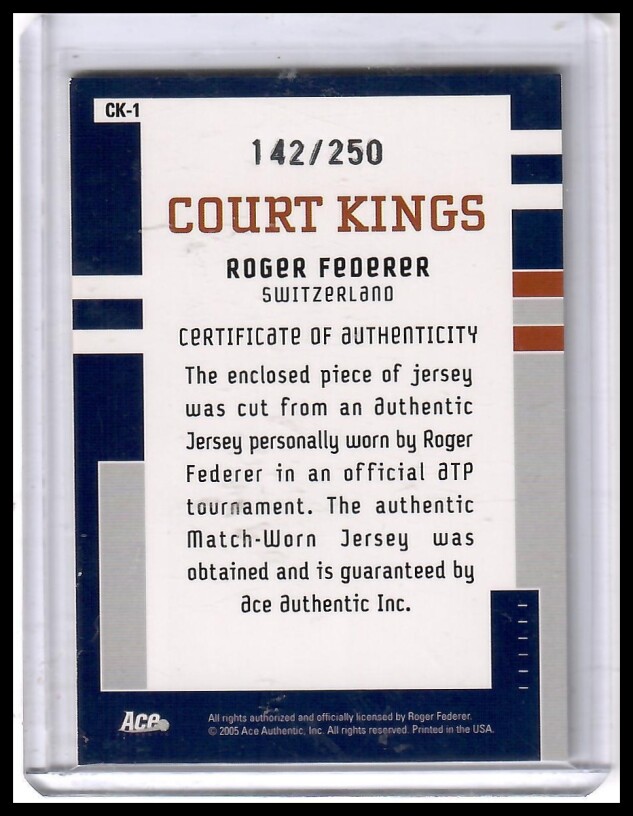 CK-1
142/250
COURT KINGS
ROGER FEDERER
SWITZERLAND
CERTIFICATE OF AUTHENTICITY
The enclosed piece of jersey
was cut from an Authentic
Jersey personally worn by Roger
Federer in an official ATP
tournament. The authentic
Match-Worn Jersey was
obtained and is guaranteed by
Ace Authentic Inc.
Ace
All rights authorized and officially licensed by Roger Federer.
© 2005 Ace Authentic, Inc. All rights reserved. Printed in the USA.